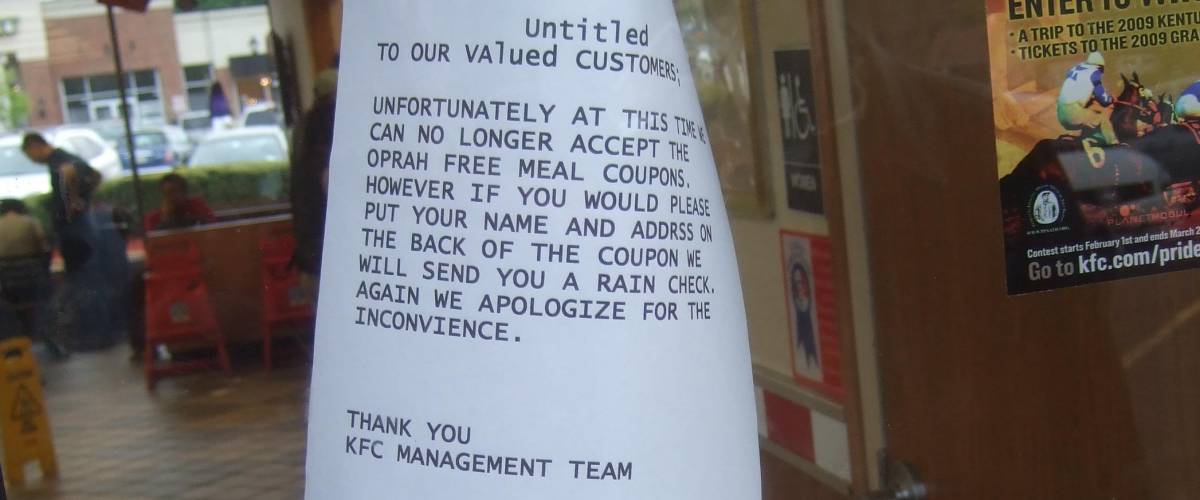 Untitled
TO OUR VAlued CUSTOMERS;
UNFORTUNATELY AT THIS TIME WE
CAN NO LONGER ACCEPT THE
OPRAH FREE MEAL COUPONS.
HOWEVER IF YOU WOULD PLEASE
PUT YOUR NAME AND ADDRSS ON
THE BACK OF THE COUPON WE
WILL SEND YOU A RAIN CHECK.
AGAIN WE APOLOGIZE FOR THE
INCONVIENCE.
THANK YOU
KFC MANAGEMENT TEAM
WOMEN
ENTER TO
· A TRIP TO THE 2009 KENTU
· TICKETS TO THE 2009 GRA
6
PLANETMOGUL
Contest starts February 1st and ends March 2
Go to kfc.com/pride